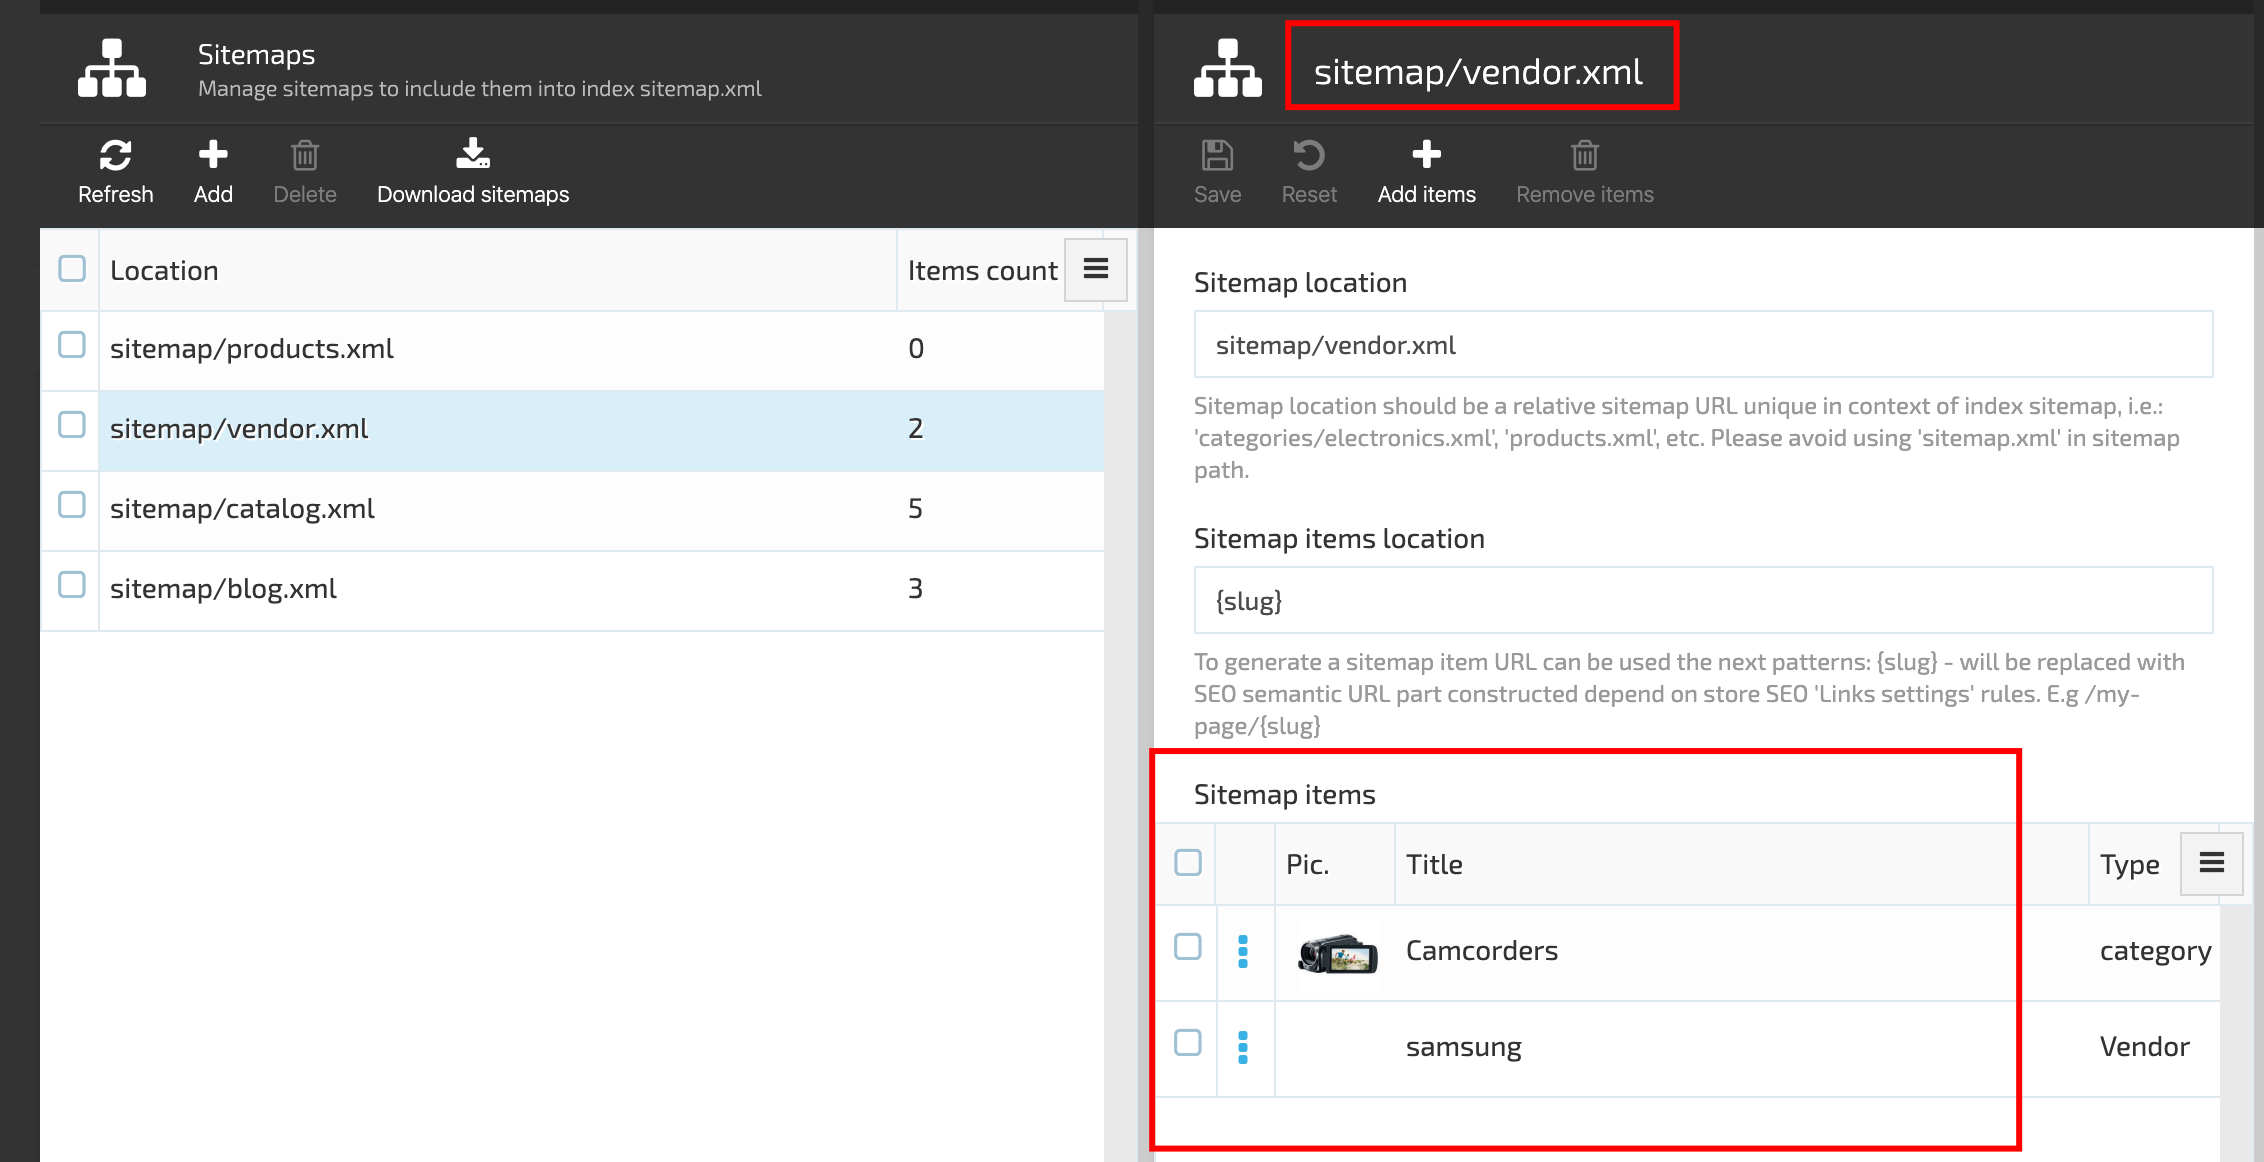 Sitemaps
Manage sitemaps to include them into index sitemap.xml
Refresh
Add
Delete
Download sitemaps
Location
Items count
sitemap/products.xml
0
sitemap/vendor.xml
2
sitemap/catalog.xml
5
sitemap/blog.xml
3
sitemap/vendor.xml
Save
Reset
Add items
Remove items
Sitemap location
sitemap/vendor.xml
Sitemap location should be a relative sitemap URL unique in context of index sitemap, i.e.:
'categories/electronics.xml', 'products.xml', etc. Please avoid using 'sitemap.xml' in sitemap
path.
Sitemap items location
{slug}
To generate a sitemap item URL can be used the next patterns: {slug} - will be replaced with
SEO semantic URL part constructed depend on store SEO 'Links settings' rules. E.g /my-
page/{slug}
Sitemap items
Pic.
Title
Type
Camcorders
category
samsung
Vendor